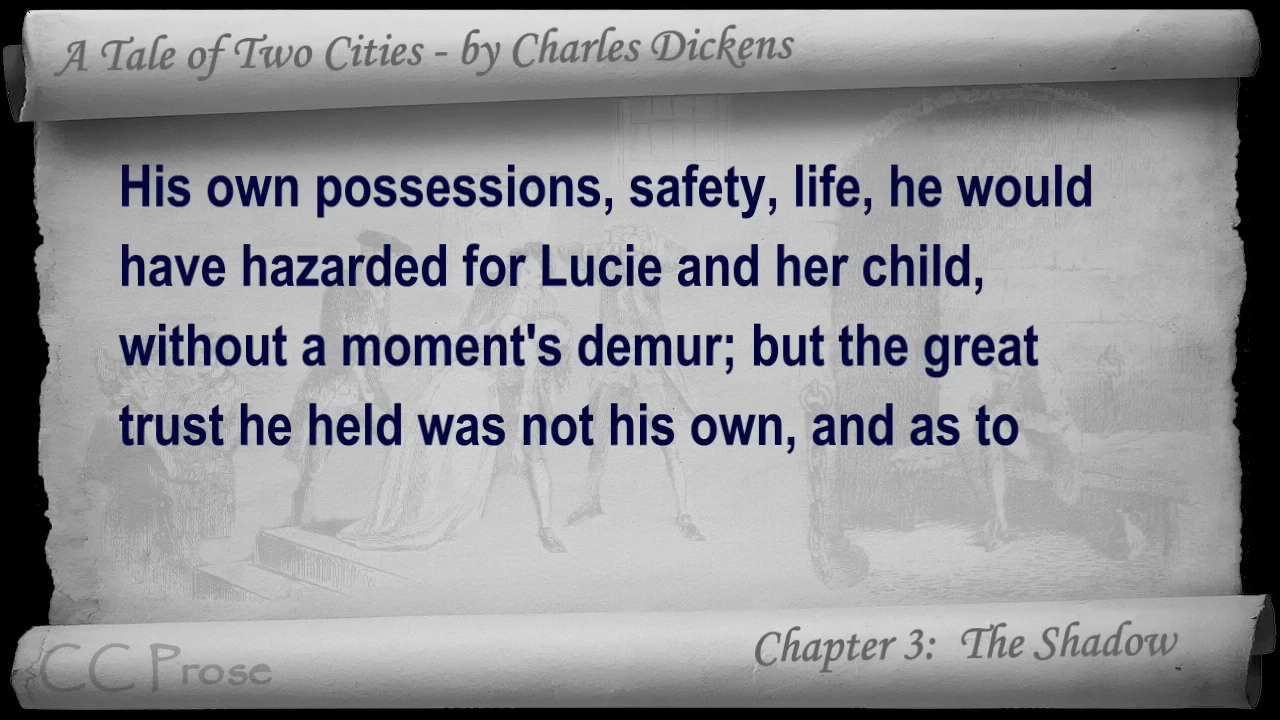 A Tale of Two Cities - by Charles Dickens
His own possessions, safety, life, he would
have hazarded for Lucie and her child,
without a moment's demur; but the great
trust he held was not his own, and as to
CC Prose
Chapter 3: The Shadow